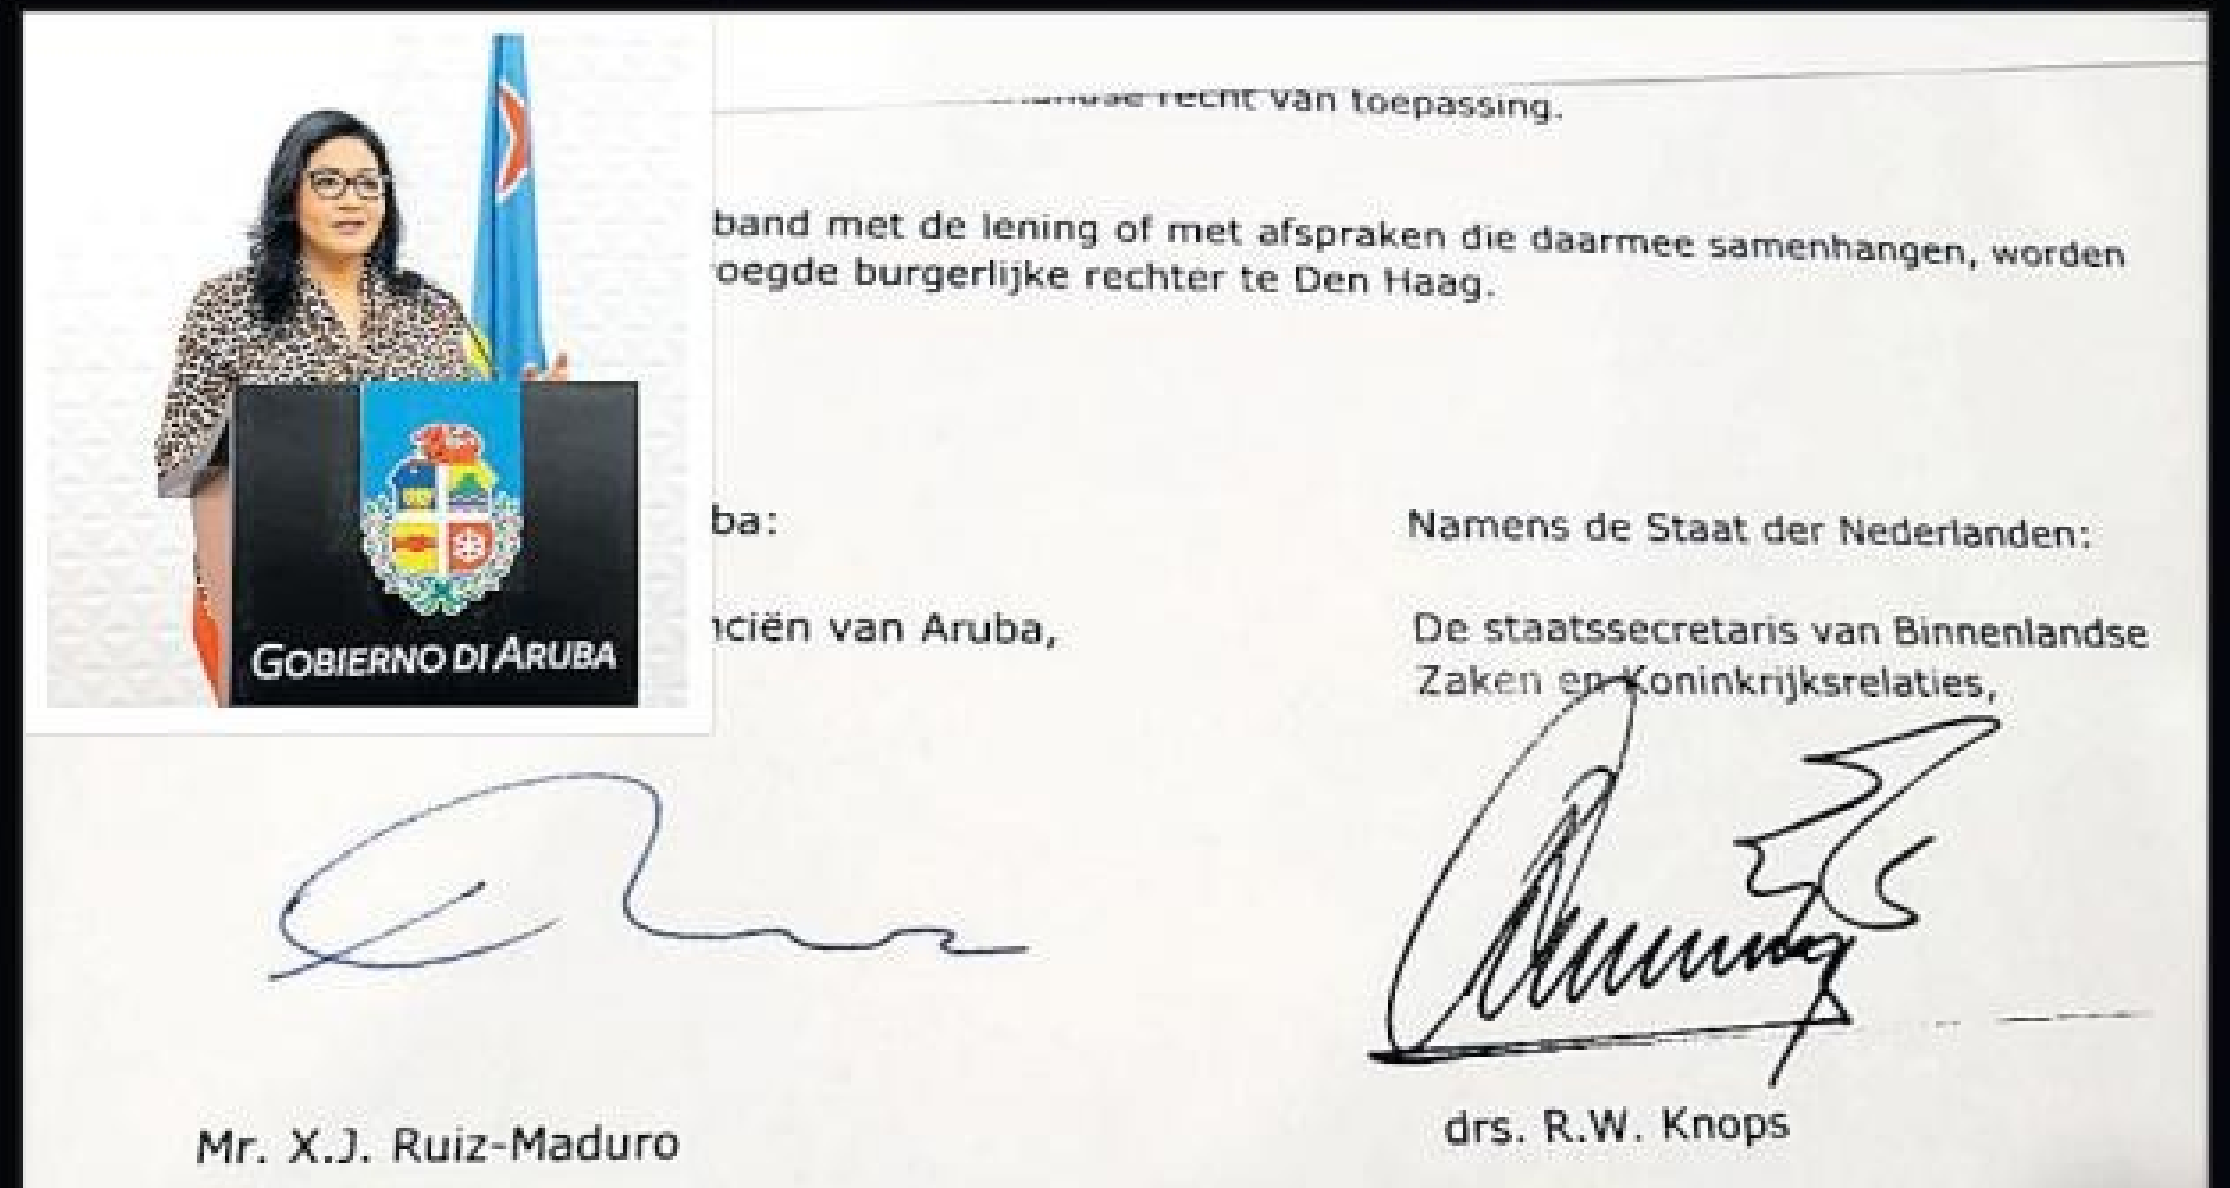 recht van toepassing.
band met de lening of met afspraken die daarmee samenhangen, worden
oegde burgerlijke rechter te Den Haag.
ba:
Namens de Staat der Nederlanden:
nciën van Aruba,
De staatssecretaris van Binnenlandse
Zaken en Koninkrijksrelaties,
GOBIERNO DI ARUBA
Mr. X.J. Ruiz-Maduro
drs. R.W. Knops